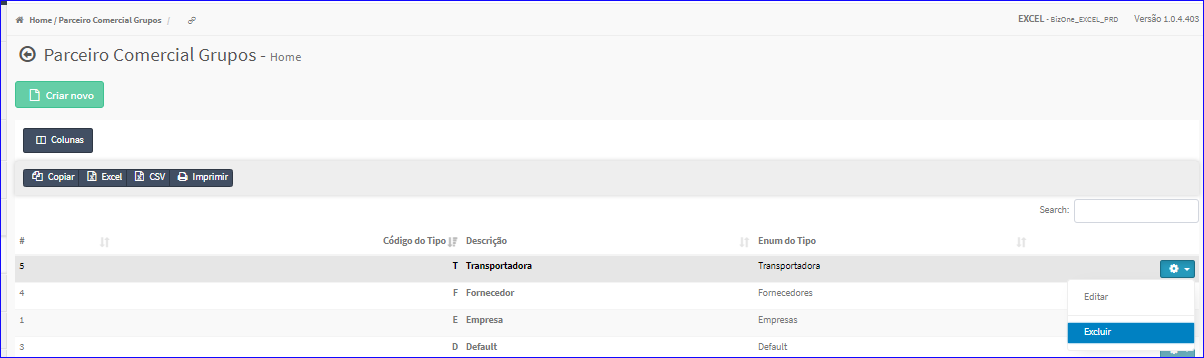 Home / Parceiro Comercial Grupos /
EXCEL - BizOne_EXCEL_PRD Versão 1.0.4.403
Parceiro Comercial Grupos - Home
Criar novo
Colunas
Copiar Excel CSV Imprimir
Search:
# Código do Tipo Descrição Enum do Tipo
5 T Transportadora Transportadora
4 F Fornecedor Fornecedores
Editar
1 E Empresa Empresas
Excluir
3 D Default Default